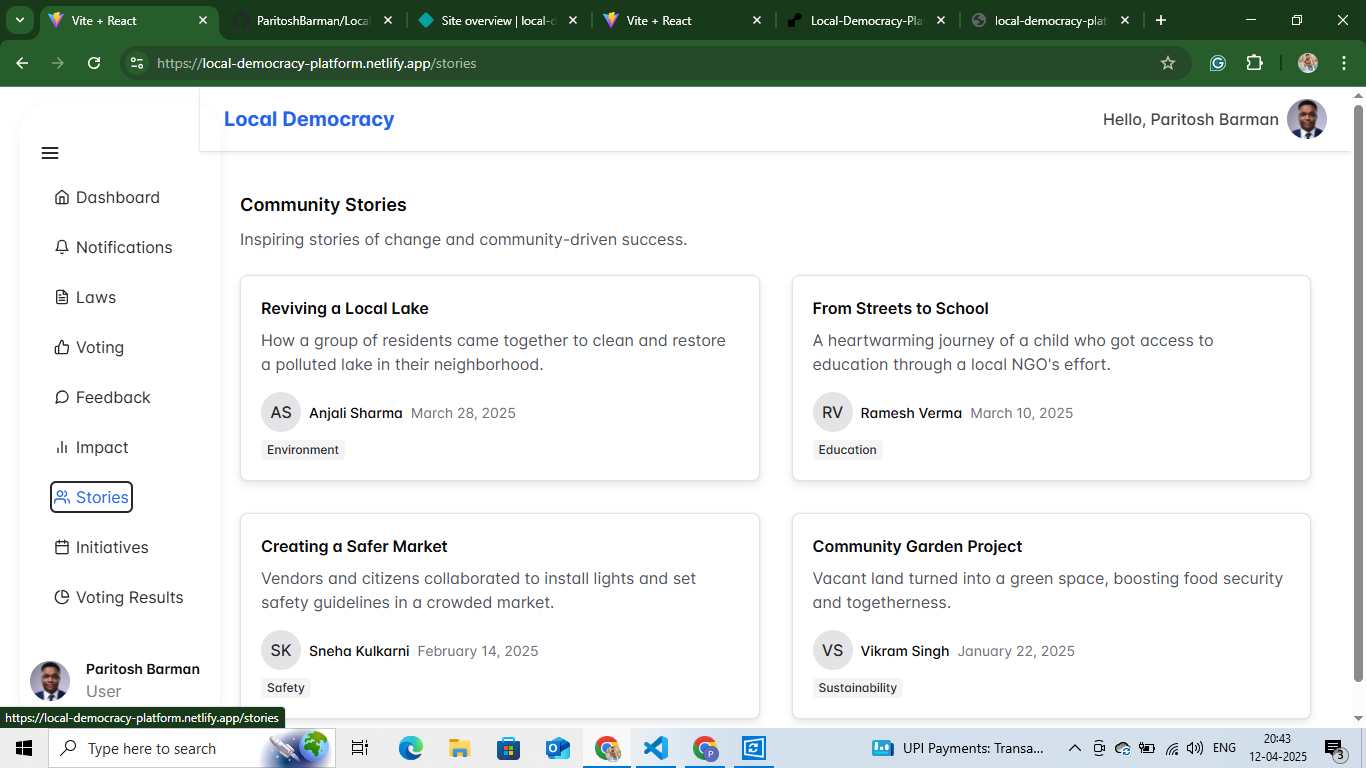 Vite + React
ParitoshBarman/Local
Site overview | local-d
Vite + React
Local-Democracy-Pla
local-democracy-plat
https://local-democracy-platform.netlify.app/stories
Local Democracy
Hello, Paritosh Barman
Dashboard
Notifications
Laws
Voting
Feedback
Impact
Stories
Initiatives
Voting Results
Paritosh Barman
User
Community Stories
Inspiring stories of change and community-driven success.
Reviving a Local Lake
How a group of residents came together to clean and restore
a polluted lake in their neighborhood.
AS Anjali Sharma March 28, 2025
Environment
From Streets to School
A heartwarming journey of a child who got access to
education through a local NGO's effort.
RV Ramesh Verma March 10, 2025
Education
Creating a Safer Market
Vendors and citizens collaborated to install lights and set
safety guidelines in a crowded market.
SK Sneha Kulkarni February 14, 2025
Safety
Community Garden Project
Vacant land turned into a green space, boosting food security
and togetherness.
VS Vikram Singh January 22, 2025
Sustainability
https://local-democracy-platform.netlify.app/stories
Type here to search
UPI Payments: Transa...
ENG
20:43
12-04-2025
3